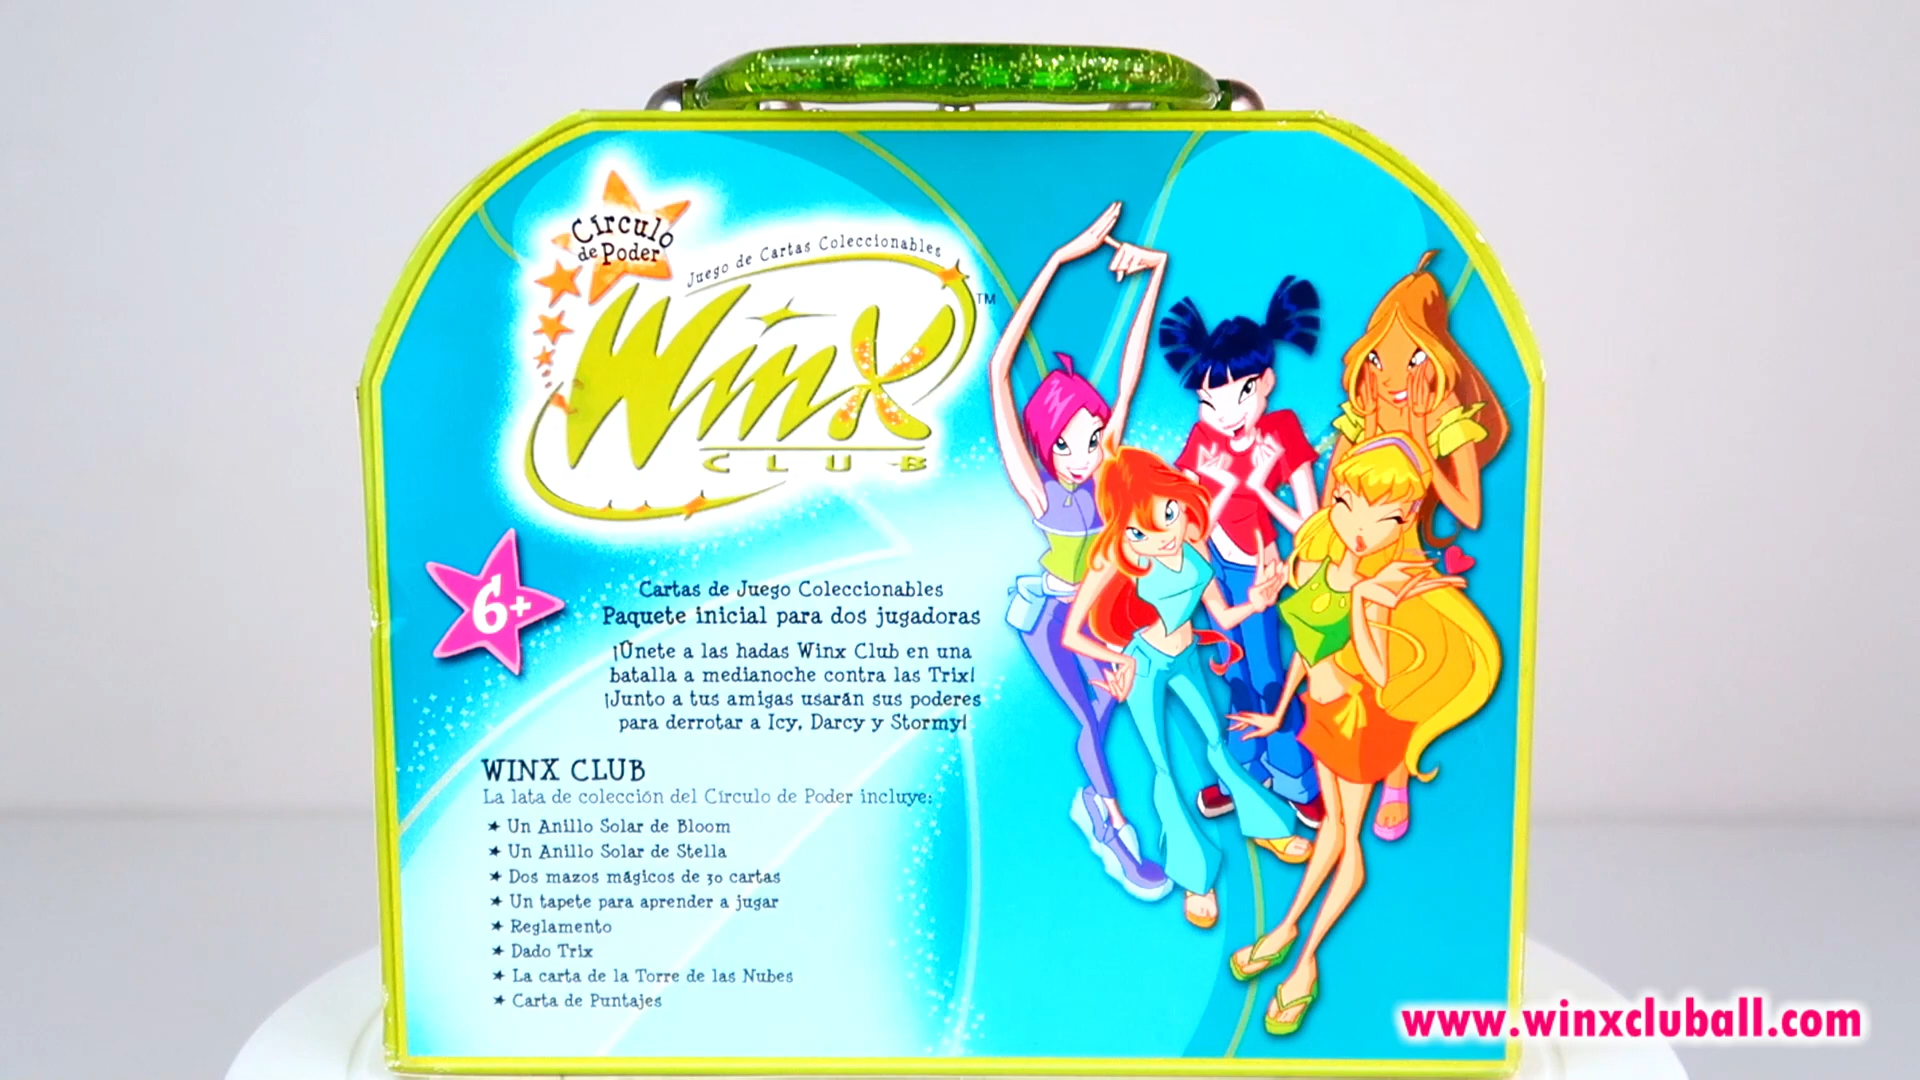 Círculo
de Poder
Juego de Cartas Coleccionables
Winx
TM
CLUB
6+
Cartas de Juego Coleccionables
Paquete inicial para dos jugadoras
¡Únete a las hadas Winx Club en una
batalla a medianoche contra las Trix!
¡Junto a tus amigas usarán sus poderes
para derrotar a Icy, Darcy y Stormy!
WINX CLUB
La lata de colección del Círculo de Poder incluye:
★ Un Anillo Solar de Bloom
★ Un Anillo Solar de Stella
★ Dos mazos mágicos de 30 cartas
★ Un tapete para aprender a jugar
★ Reglamento
★ Dado Trix
★ La carta de la Torre de las Nubes
★ Carta de Puntajes
www.winxcluball.com